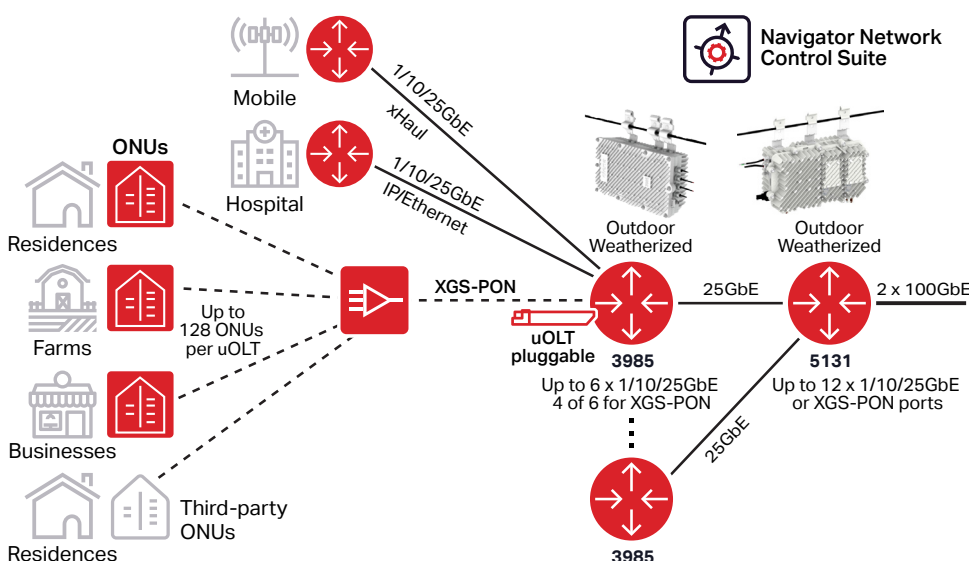 Navigator Network
Control Suite
Mobile
1/10/25GbE
xHaul
Hospital
1/10/25GbE
IP/Ethernet
ONUs
Residences
Outdoor
Weatherized
Outdoor
Weatherized
Farms
Up to
128 ONUs
per uOLT
XGS-PON
uOLT
pluggable
25GbE
2 x 100GbE
3985
Up to 6 x 1/10/25GbE
4 of 6 for XGS-PON
5131
Up to 12 x 1/10/25GbE
or XGS-PON ports
Businesses
25GbE
Residences
Third-party
ONUs
3985